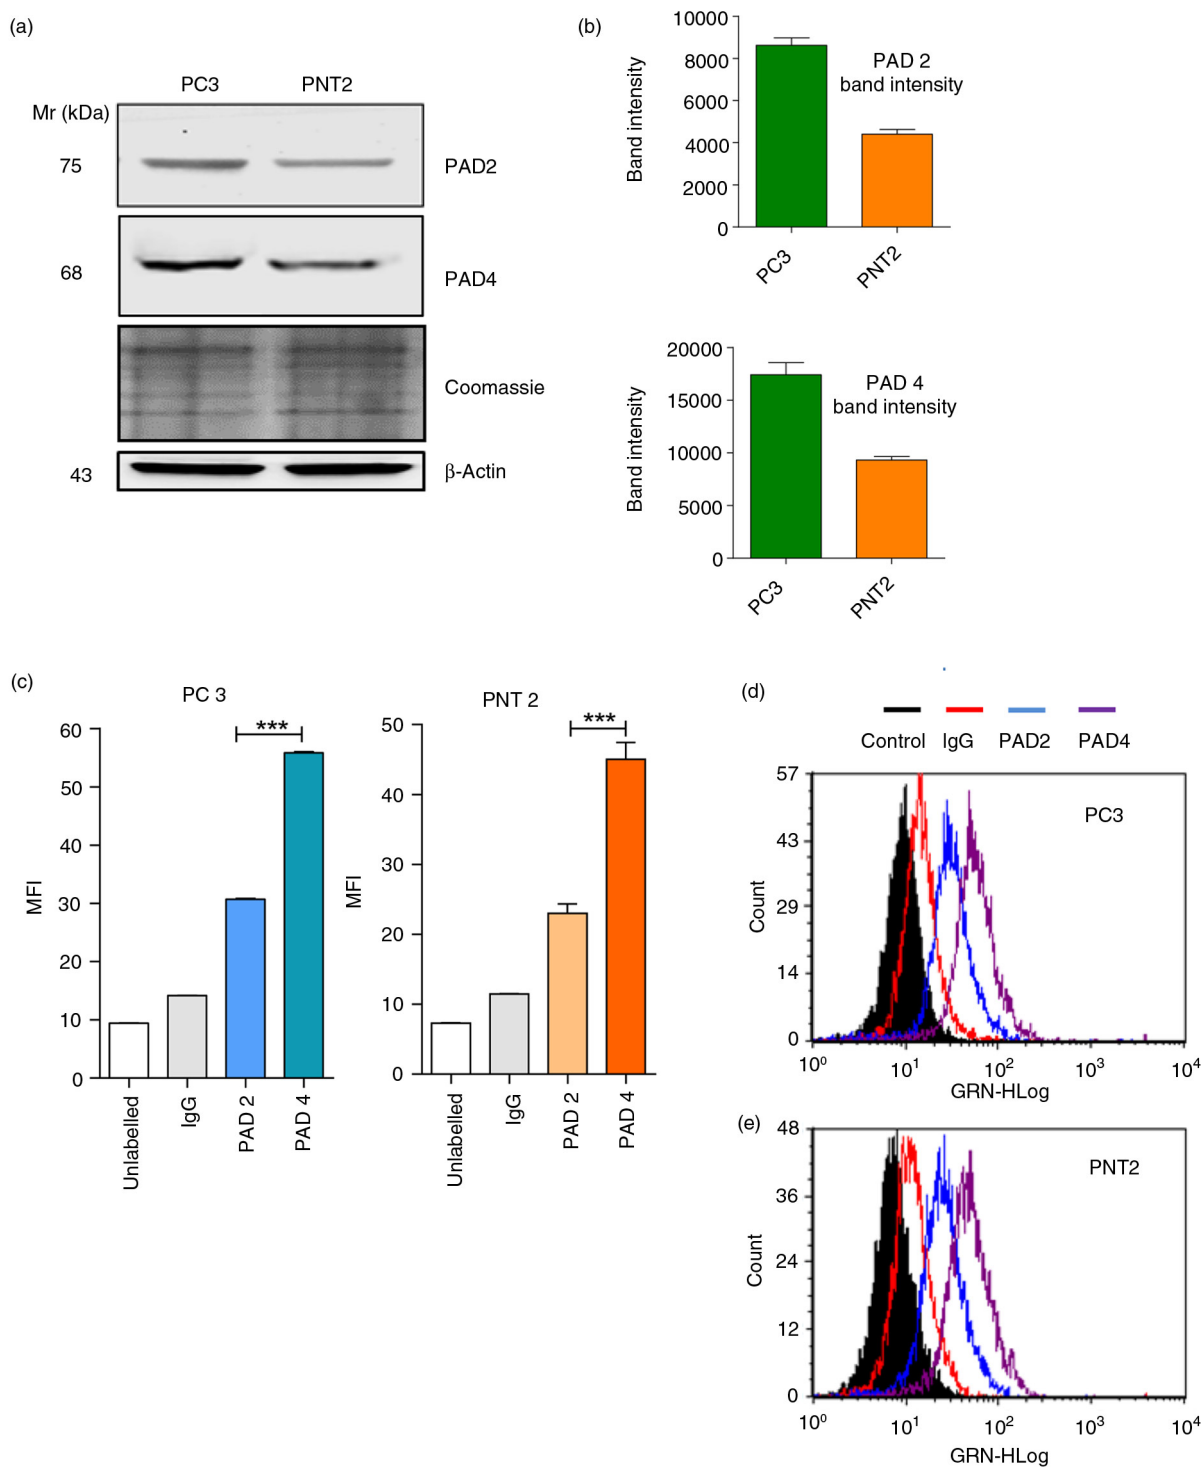 (a)
PC3 PNT2
Mr (kDa)
75 PAD2
68 PAD4
Coomassie
43 β-Actin
(b)
10000
8000
6000
4000
2000
0
Band intensity
PAD 2
band intensity
PC3 PNT2
20000
15000
10000
5000
0
Band intensity
PAD 4
band intensity
PC3 PNT2
(c)
PC 3
60
50
40
30
20
10
0
MFI
***
Unlabelled IgG PAD 2 PAD 4
PNT 2
50
40
30
20
10
0
MFI
***
Unlabelled IgG PAD 2 PAD 4
(d)
Control IgG PAD2 PAD4
57
43
29
14
0
Count
PC3
10⁰ 10¹ 10² 10³ 10⁴
GRN-HLog
(e)
48
36
24
12
0
Count
PNT2
10⁰ 10¹ 10² 10³ 10⁴
GRN-HLog